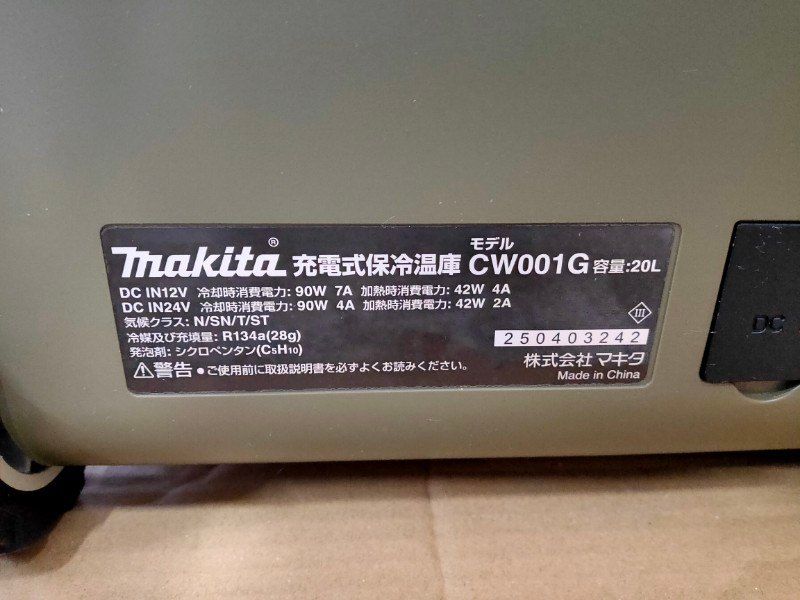 makita® 充電式保冷温庫 モデル CW001G 容量:20L
DC IN12V 冷却時消費電力: 90W 7A 加熱時消費電力: 42W 4A
DC IN24V 冷却時消費電力: 90W 4A 加熱時消費電力: 42W 2A
気候クラス: N/SN/T/ST
冷媒及び充填量: R134a(28g)
発泡剤: シクロペンタン(C₅H₁₀)
⚠警告 ●ご使用前に取扱説明書を必ずよくお読みください。
III
250403242
株式会社 マキタ
Made in China
DC